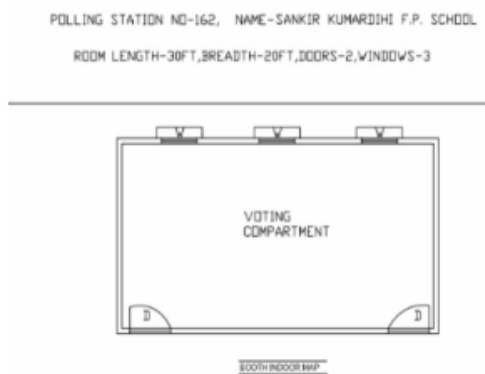 POLLING STATION NO-162, NAME-SANKIR KUMARDIHI F.P. SCHOOL
ROOM LENGTH-30FT,BREADTH-20FT,DOORS-2,WINDOWS-3
W W W
VOTING
COMPARTMENT
D D
BOOTH INDOOR MAP